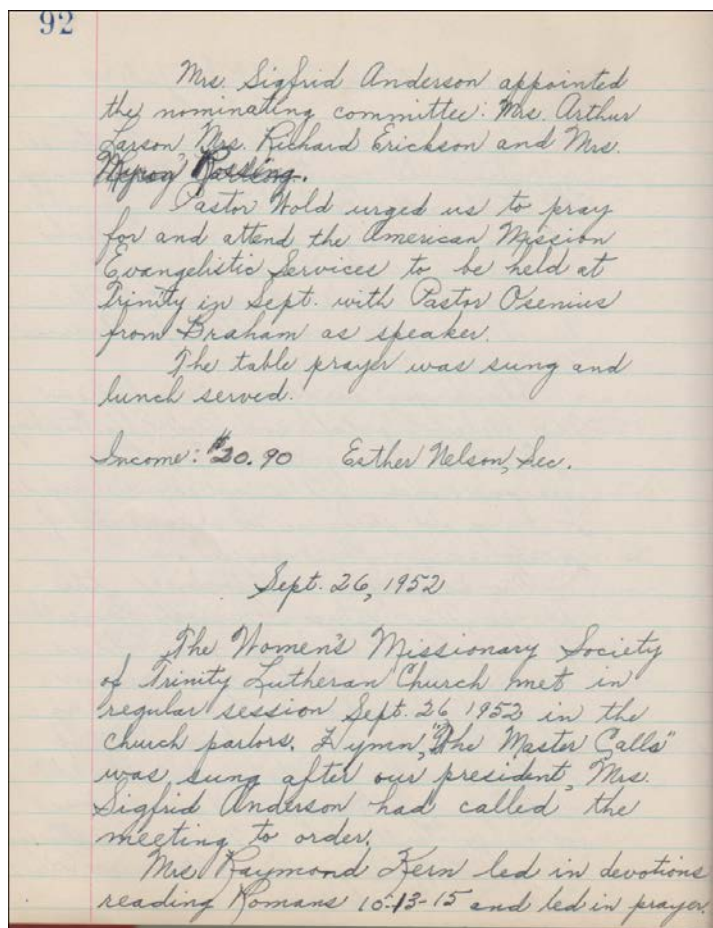 92
Mrs. Sigfrid Anderson appointed
the nominating committee: Mrs. Arthur
Larson, Mrs. Richard Erickson and Mrs.
Myron Rossing.
Pastor Wold urged us to pray
for and attend the American Mission
Evangelistic Services to be held at
Trinity in Sept. with Pastor Osenius
from Braham as speaker.
The table prayer was sung and
lunch served.
Income: $20.90 Esther Nelson, Sec.
Sept. 26, 1952
The Women's Missionary Society
of Trinity Lutheran Church met in
regular session Sept. 26 1952 in the
church parlors. Hymn, "The Master Calls"
was sung after our president, Mrs.
Sigfrid Anderson had called the
meeting to order.
Mrs. Raymond Kern led in devotions
reading Romans 10:13-15 and led in prayer.